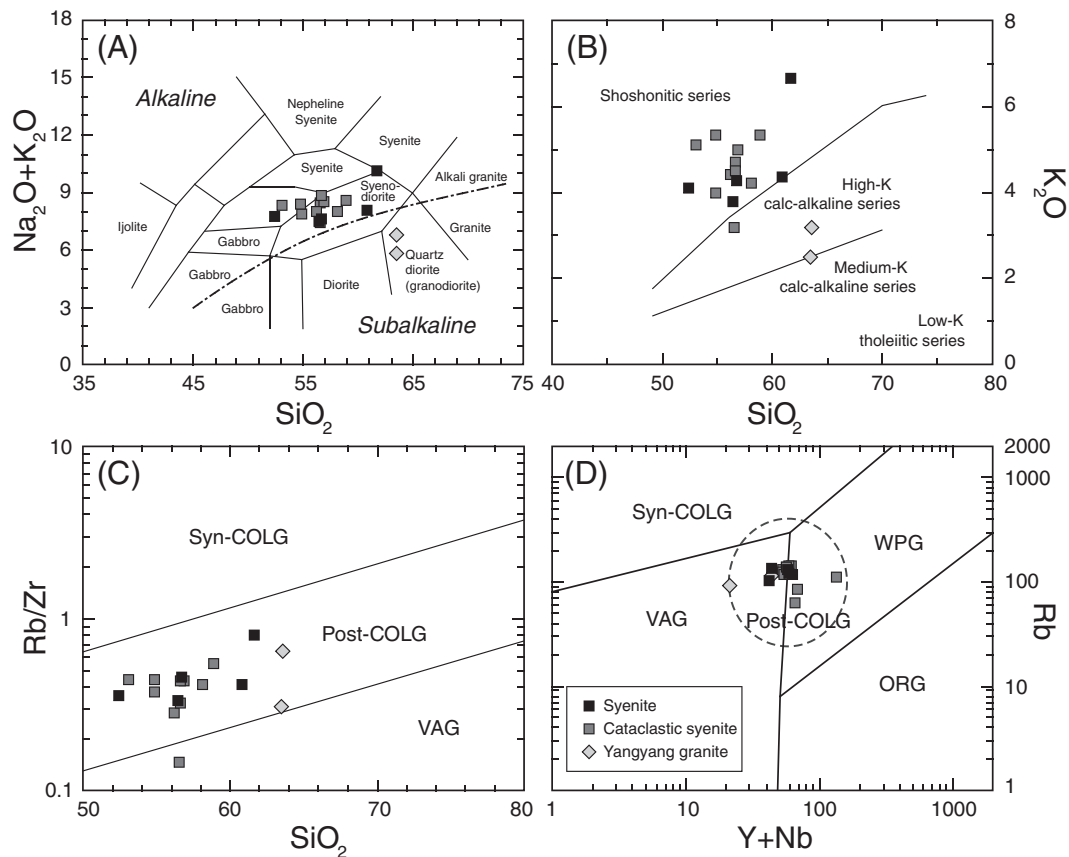 (A)
Na₂O+K₂O
18
15
12
9
6
3
0
Alkaline
Nepheline
Syenite
Syenite
Syenite
Syeno-
diorite
Alkali granite
Ijolite
Gabbro
Granite
Gabbro
Quartz
diorite
(granodiorite)
Diorite
Gabbro
Subalkaline
35
45
55
65
75
SiO₂
(B)
8
6
4
2
0
K₂O
Shoshonitic series
High-K
calc-alkaline series
Medium-K
calc-alkaline series
Low-K
tholeiitic series
40
50
60
70
80
SiO₂
(C)
Rb/Zr
10
1
0.1
Syn-COLG
Post-COLG
VAG
50
60
70
80
SiO₂
(D)
2000
1000
100
10
1
Rb
Syn-COLG
WPG
VAG
Post-COLG
ORG
Syenite
Cataclastic syenite
Yangyang granite
1
10
100
1000
Y+Nb